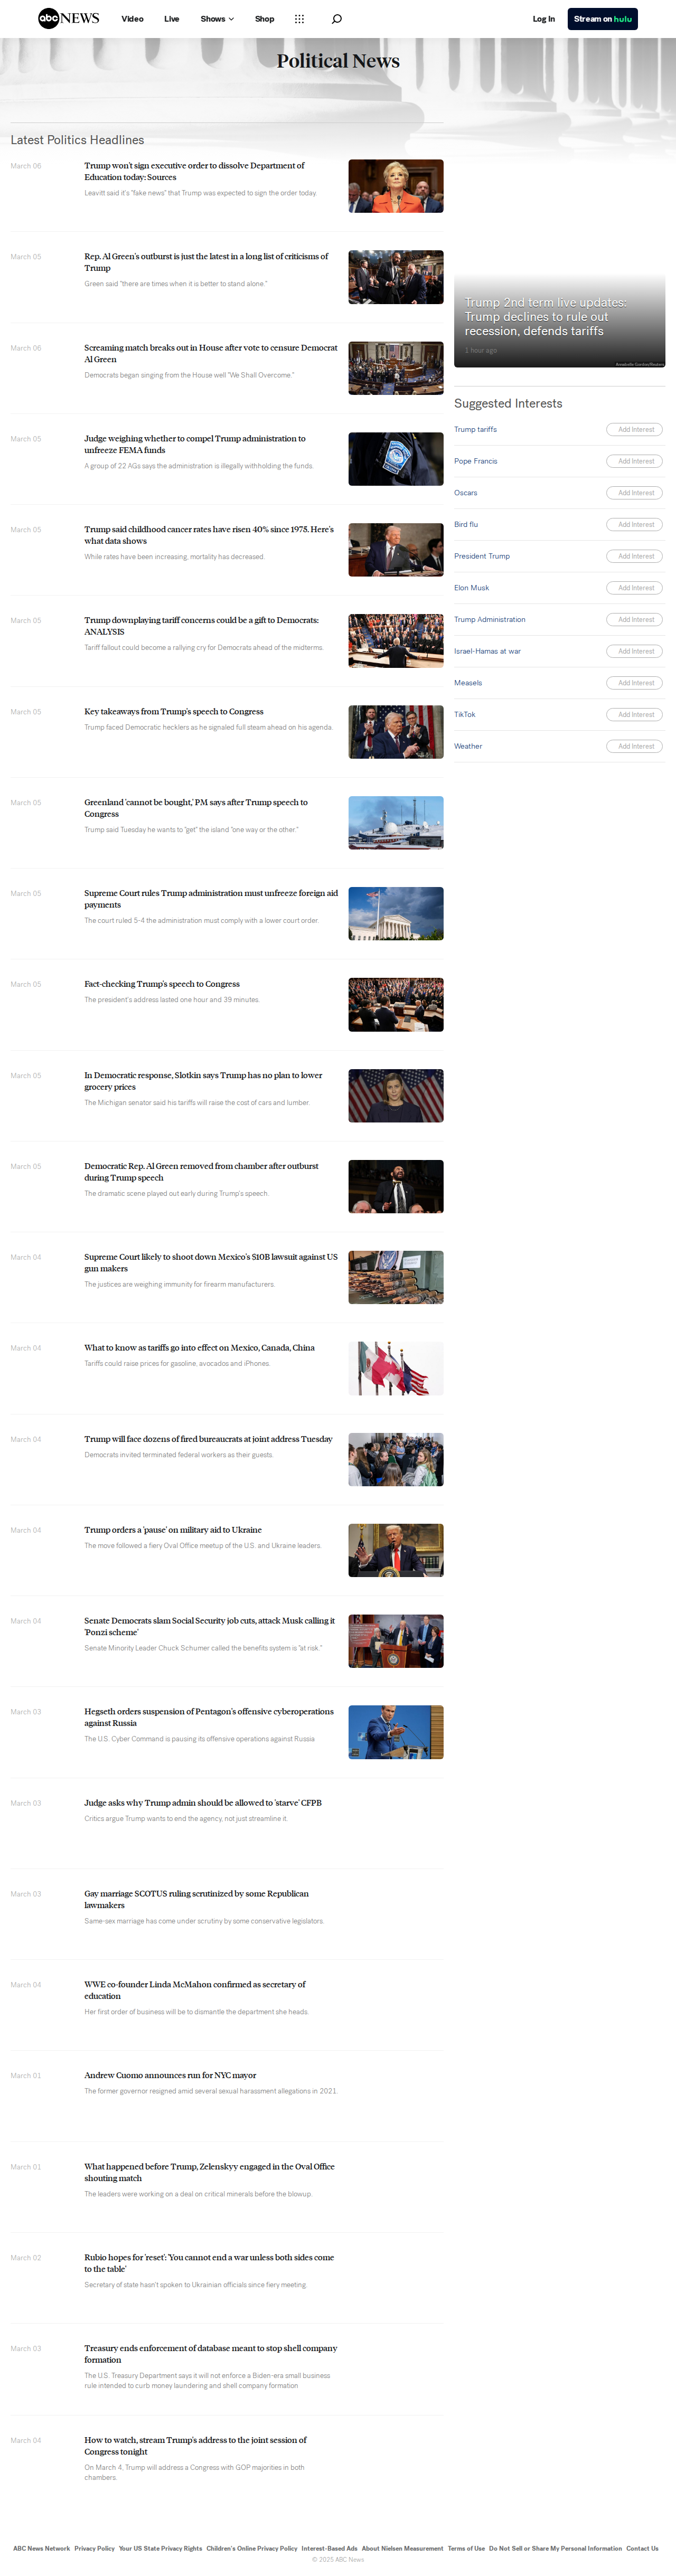 abc NEWS Video Live Shows Shop Log In Stream on hulu
Political News
Latest Politics Headlines
March 06
Trump won't sign executive order to dissolve Department of
Education today: Sources
Leavitt said it's "fake news" that Trump was expected to sign the order today.
March 05
Rep. Al Green's outburst is just the latest in a long list of criticisms of
Trump
Green said "there are times when it is better to stand alone."
March 06
Screaming match breaks out in House after vote to censure Democrat
Al Green
Democrats began singing from the House well "We Shall Overcome."
March 05
Judge weighing whether to compel Trump administration to
unfreeze FEMA funds
A group of 22 AGs says the administration is illegally withholding the funds.
March 05
Trump said childhood cancer rates have risen 40% since 1975. Here's
what data shows
While rates have been increasing, mortality has decreased.
March 05
Trump downplaying tariff concerns could be a gift to Democrats:
ANALYSIS
Tariff fallout could become a rallying cry for Democrats ahead of the midterms.
March 05
Key takeaways from Trump's speech to Congress
Trump faced Democratic hecklers as he signaled full steam ahead on his agenda.
March 05
Greenland 'cannot be bought,' PM says after Trump speech to
Congress
Trump said Tuesday he wants to "get" the island "one way or the other."
March 05
Supreme Court rules Trump administration must unfreeze foreign aid
payments
The court ruled 5-4 the administration must comply with a lower court order.
March 05
Fact-checking Trump's speech to Congress
The president's address lasted one hour and 39 minutes.
March 05
In Democratic response, Slotkin says Trump has no plan to lower
grocery prices
The Michigan senator said his tariffs will raise the cost of cars and lumber.
March 05
Democratic Rep. Al Green removed from chamber after outburst
during Trump speech
The dramatic scene played out early during Trump's speech.
March 04
Supreme Court likely to shoot down Mexico's $10B lawsuit against US
gun makers
The justices are weighing immunity for firearm manufacturers.
March 04
What to know as tariffs go into effect on Mexico, Canada, China
Tariffs could raise prices for gasoline, avocados and iPhones.
March 04
Trump will face dozens of fired bureaucrats at joint address Tuesday
Democrats invited terminated federal workers as their guests.
March 04
Trump orders a 'pause' on military aid to Ukraine
The move followed a fiery Oval Office meetup of the U.S. and Ukraine leaders.
March 04
Senate Democrats slam Social Security job cuts, attack Musk calling it
'Ponzi scheme'
Senate Minority Leader Chuck Schumer called the benefits system is "at risk."
March 03
Hegseth orders suspension of Pentagon's offensive cyberoperations
against Russia
The U.S. Cyber Command is pausing its offensive operations against Russia
March 03
Judge asks why Trump admin should be allowed to 'starve' CFPB
Critics argue Trump wants to end the agency, not just streamline it.
March 03
Gay marriage SCOTUS ruling scrutinized by some Republican
lawmakers
Same-sex marriage has come under scrutiny by some conservative legislators.
March 04
WWE co-founder Linda McMahon confirmed as secretary of
education
Her first order of business will be to dismantle the department she heads.
March 01
Andrew Cuomo announces run for NYC mayor
The former governor resigned amid several sexual harassment allegations in 2021.
March 01
What happened before Trump, Zelenskyy engaged in the Oval Office
shouting match
The leaders were working on a deal on critical minerals before the blowup.
March 02
Rubio hopes for 'reset': 'You cannot end a war unless both sides come
to the table'
Secretary of state hasn't spoken to Ukrainian officials since fiery meeting.
March 03
Treasury ends enforcement of database meant to stop shell company
formation
The U.S. Treasury Department says it will not enforce a Biden-era small business
rule intended to curb money laundering and shell company formation
March 04
How to watch, stream Trump's address to the joint session of
Congress tonight
On March 4, Trump will address a Congress with GOP majorities in both
chambers.
Trump 2nd term live updates:
Trump declines to rule out
recession, defends tariffs
1 hour ago
Suggested Interests
Trump tariffs Add Interest
Pope Francis Add Interest
Oscars Add Interest
Bird flu Add Interest
President Trump Add Interest
Elon Musk Add Interest
Trump Administration Add Interest
Israel-Hamas at war Add Interest
Measels Add Interest
TikTok Add Interest
Weather Add Interest
ABC News Network Privacy Policy Your US State Privacy Rights Children's Online Privacy Policy Interest-Based Ads About Nielsen Measurement Terms of Use Do Not Sell or Share My Personal Information Contact Us
© 2025 ABC News